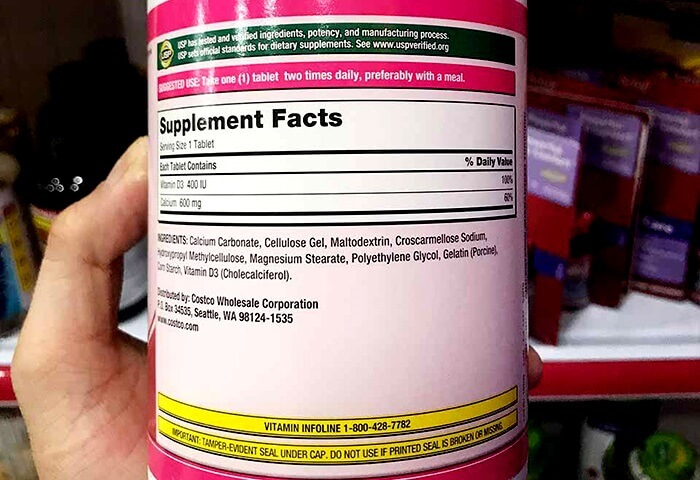 USP has tested and verified ingredients, potency, and manufacturing process.
USP sets official standards for dietary supplements. See www.uspverified.org
USP
SUGGESTED USE: Take one (1) tablet two times daily, preferably with a meal.
Supplement Facts
Serving Size 1 Tablet
Each Tablet Contains % Daily Value
Vitamin D3 400 IU 100%
Calcium 600 mg 60%
INGREDIENTS: Calcium Carbonate, Cellulose Gel, Maltodextrin, Croscarmellose Sodium,
Hydroxypropyl Methylcellulose, Magnesium Stearate, Polyethylene Glycol, Gelatin (Porcine),
Corn Starch, Vitamin D3 (Cholecalciferol).
Distributed by: Costco Wholesale Corporation
P.O. Box 34535, Seattle, WA 98124-1535
www.costco.com
VITAMIN INFOLINE 1-800-428-7782
IMPORTANT: TAMPER-EVIDENT SEAL UNDER CAP. DO NOT USE IF PRINTED SEAL IS BROKEN OR MISSING.